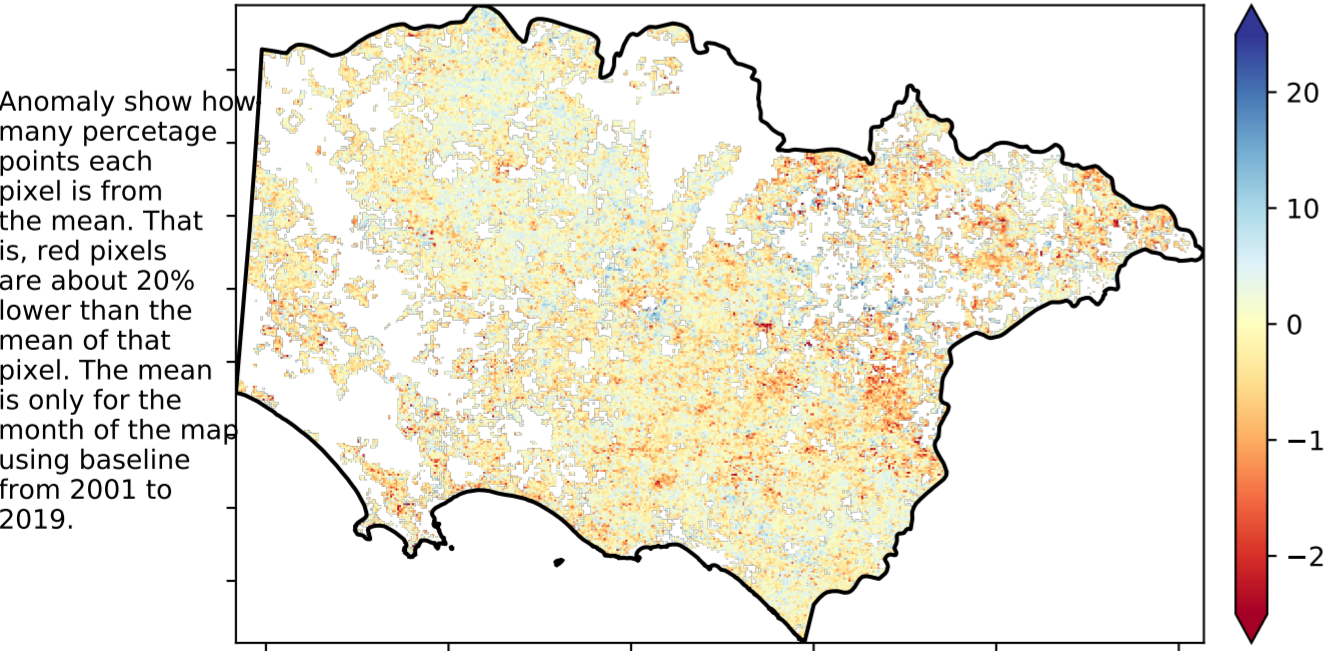 Anomaly show how
many percetage
points each
pixel is from
the mean. That
is, red pixels
are about 20%
lower than the
mean of that
pixel. The mean
is only for the
month of the map
using baseline
from 2001 to
2019.
20
10
0
−1
−2